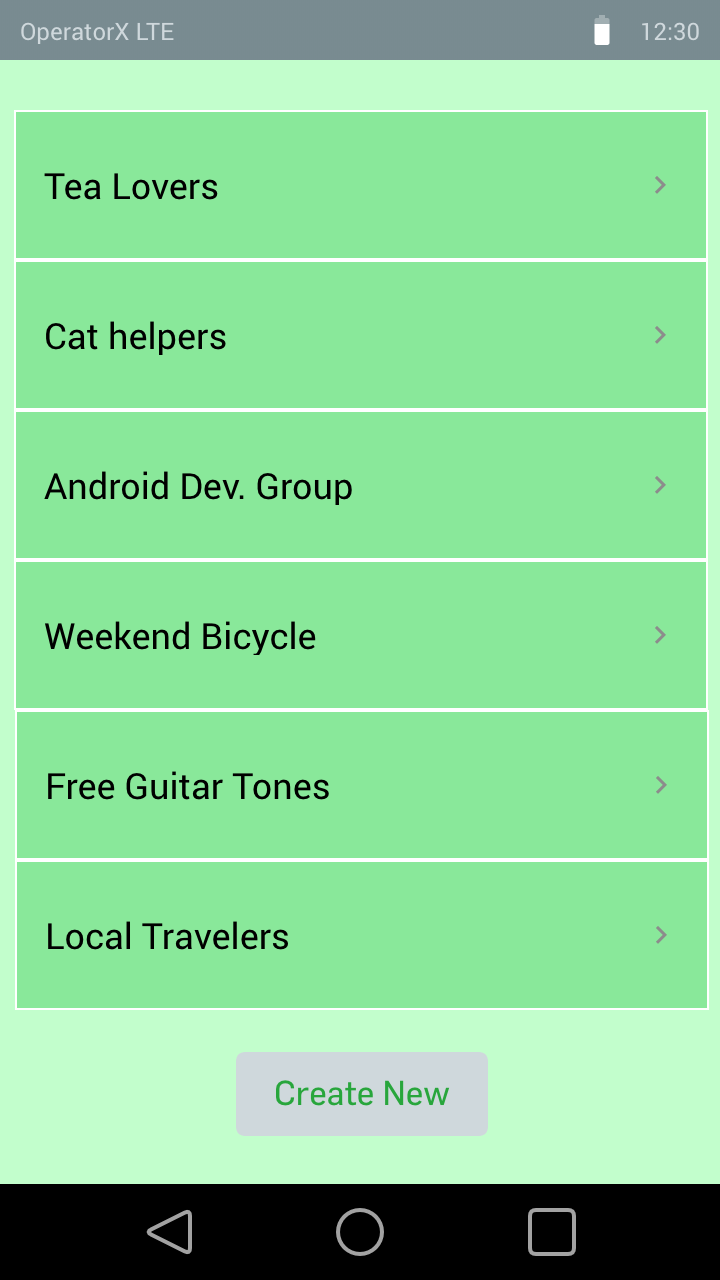 OperatorX LTE 12:30
Tea Lovers
Cat helpers
Android Dev. Group
Weekend Bicycle
Free Guitar Tones
Local Travelers
Create New